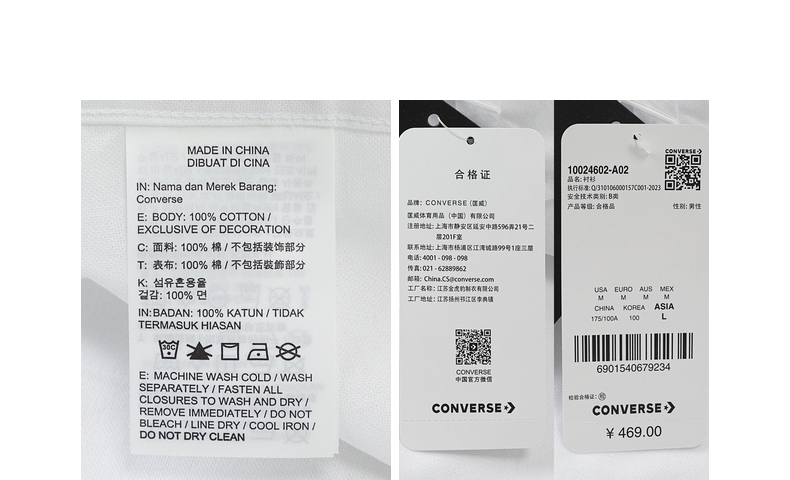 MADE IN CHINA
DIBUAT DI CINA
IN: Nama dan Merek Barang:
Converse
E: BODY: 100% COTTON /
EXCLUSIVE OF DECORATION
C: 面料: 100% 棉 / 不包括装饰部分
T: 表布: 100% 棉 / 不包括裝飾部分
K: 섬유혼용율
겉감: 100% 면
IN:BADAN: 100% KATUN / TIDAK
TERMASUK HIASAN
30C
E: MACHINE WASH COLD / WASH
SEPARATELY / FASTEN ALL
CLOSURES TO WASH AND DRY /
REMOVE IMMEDIATELY / DO NOT
BLEACH / LINE DRY / COOL IRON /
DO NOT DRY CLEAN
合格证
品牌: CONVERSE (匡威)
匡威体育用品（中国）有限公司
注册地址: 上海市静安区延安中路596弄21号二
层201F室
联系地址: 上海市杨浦区江湾城路99号1座三层
电话: 4001 - 098 - 098
传真: 021 - 62889862
邮箱: China.CS@converse.com
工厂名称: 江苏金虎豹制衣有限公司
工厂地址: 江苏扬州邗江区李典镇
CONVERSE
中国官方微信
CONVERSE
CONVERSE
10024602-A02
品名: 衬衫
执行标准: Q/310106000157C001-2023
安全技术类别: B类
产品等级: 合格品 性别: 男性
USA EURO AUS MEX
M M M M
CHINA KOREA ASIA
175/100A 100 L
6901540679234
检验合格证:
CONVERSE
¥ 469.00